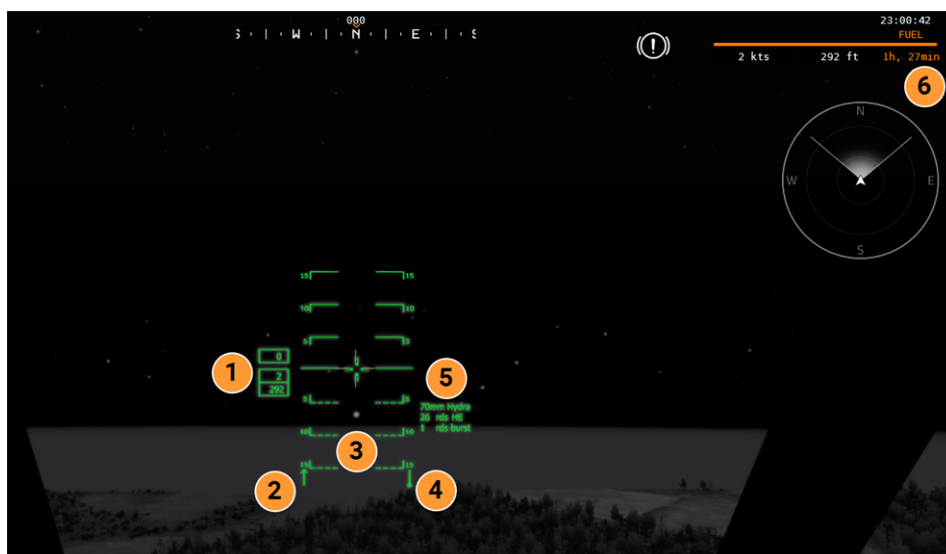 000
S W N E S
23:00:42
FUEL
2 kts 292 ft 1h, 27min
6
N
W E
S
15 15
10 10
5 5
0
1
2
292
5
5 5
70mm Hydra
26 rds HE
1 rds burst
10 10
3
15 15
2
4